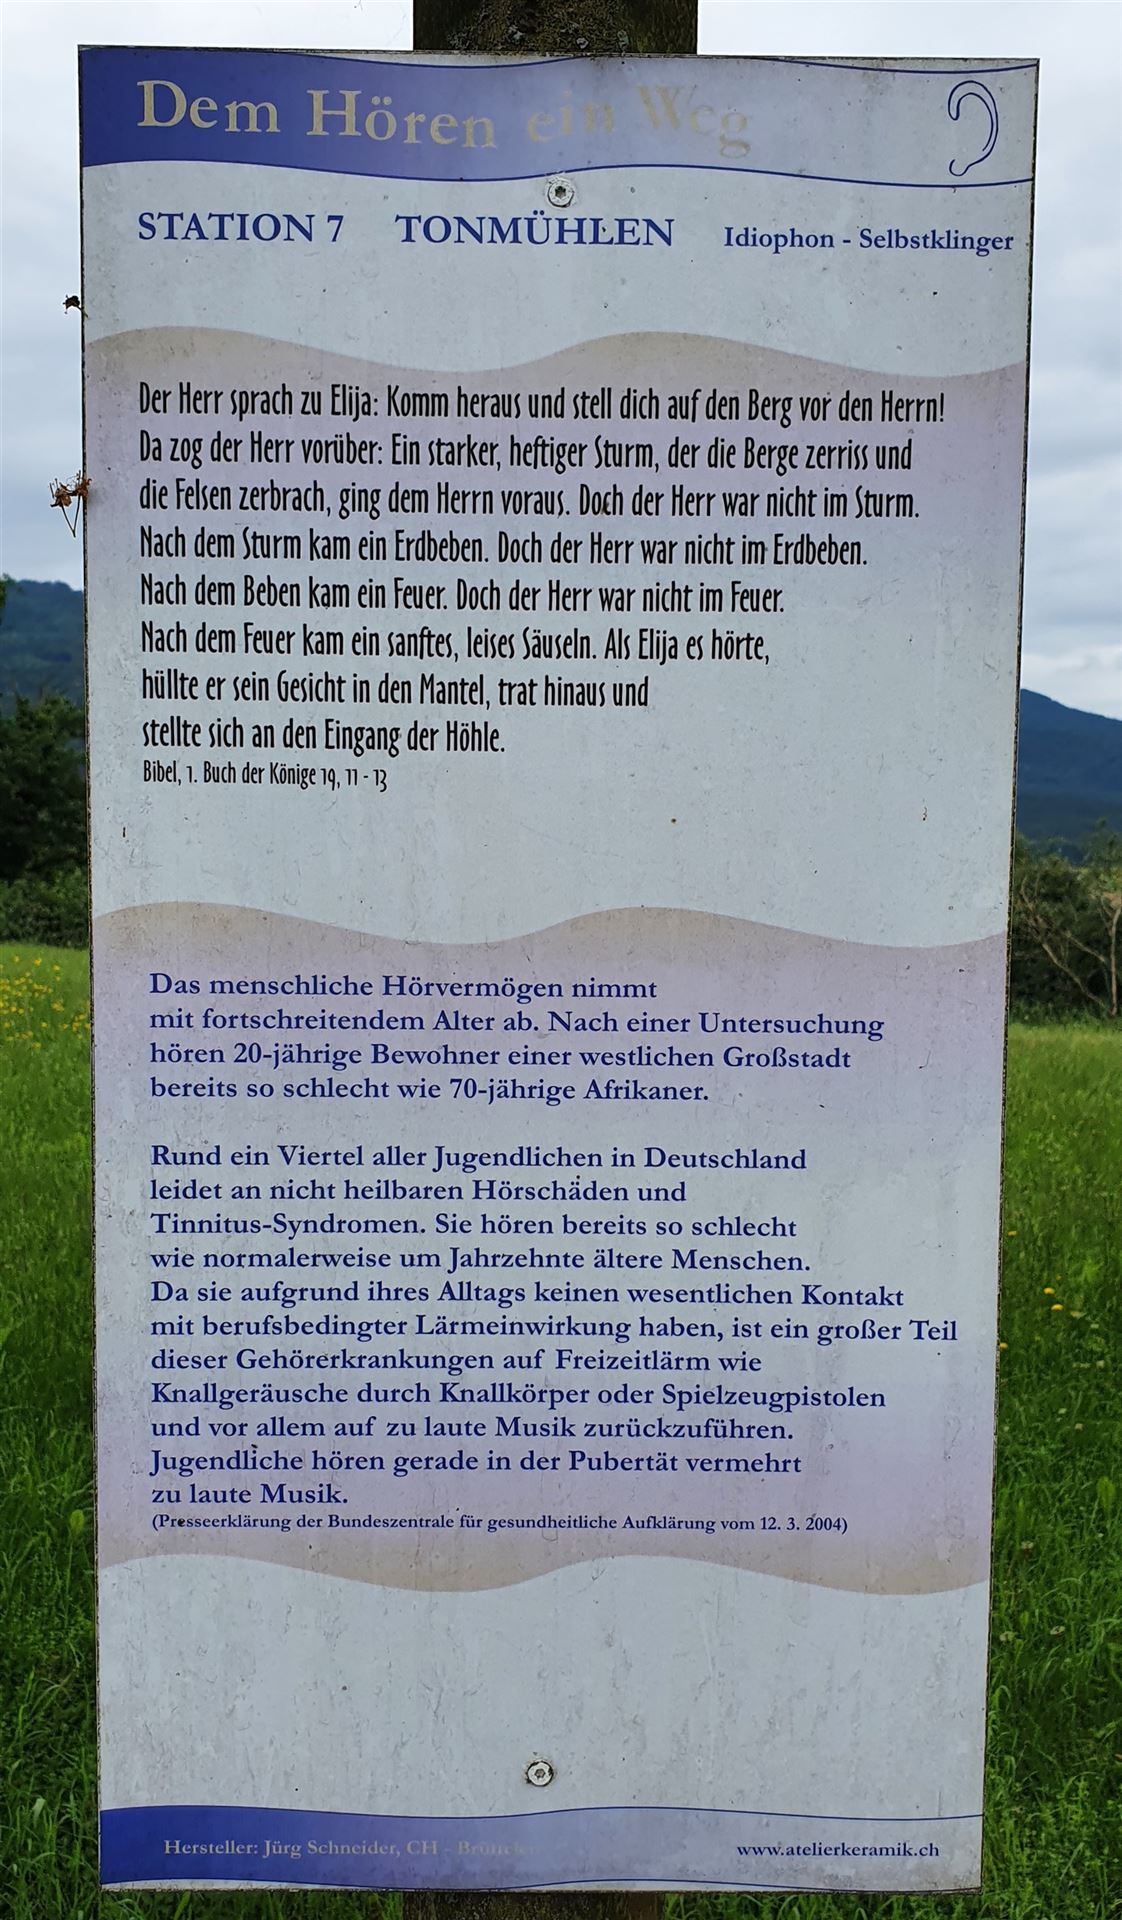 Dem Hören ein Weg
STATION 7 TONMÜHLEN Idiophon - Selbstklinger
Der Herr sprach zu Elija: Komm heraus und stell dich auf den Berg vor den Herrn!
Da zog der Herr vorüber: Ein starker, heftiger Sturm, der die Berge zerriss und
die Felsen zerbrach, ging dem Herrn voraus. Doch der Herr war nicht im Sturm.
Nach dem Sturm kam ein Erdbeben. Doch der Herr war nicht im Erdbeben.
Nach dem Beben kam ein Feuer. Doch der Herr war nicht im Feuer.
Nach dem Feuer kam ein sanftes, leises Säuseln. Als Elija es hörte,
hüllte er sein Gesicht in den Mantel, trat hinaus und
stellte sich an den Eingang der Höhle.
Bibel, 1. Buch der Könige 19, 11 - 13
Das menschliche Hörvermögen nimmt
mit fortschreitendem Alter ab. Nach einer Untersuchung
hören 20-jährige Bewohner einer westlichen Großstadt
bereits so schlecht wie 70-jährige Afrikaner.
Rund ein Viertel aller Jugendlichen in Deutschland
leidet an nicht heilbaren Hörschäden und
Tinnitus-Syndromen. Sie hören bereits so schlecht
wie normalerweise um Jahrzehnte ältere Menschen.
Da sie aufgrund ihres Alltags keinen wesentlichen Kontakt
mit berufsbedingter Lärmeinwirkung haben, ist ein großer Teil
dieser Gehörerkrankungen auf Freizeitlärm wie
Knallgeräusche durch Knallkörper oder Spielzeugpistolen
und vor allem auf zu laute Musik zurückzuführen.
Jugendliche hören gerade in der Pubertät vermehrt
zu laute Musik.
(Presseerklärung der Bundeszentrale für gesundheitliche Aufklärung vom 12. 3. 2004)
Hersteller: Jürg Schneider, CH - www.atelierkeramik.ch